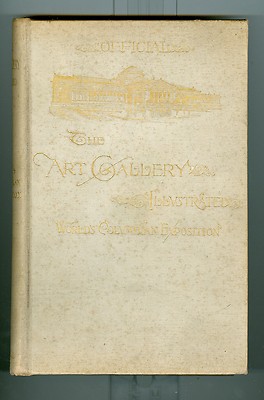 OFFICIAL
THE
ART GALLERY
ILLUSTRATED
WORLD'S COLUMBIAN EXPOSITION